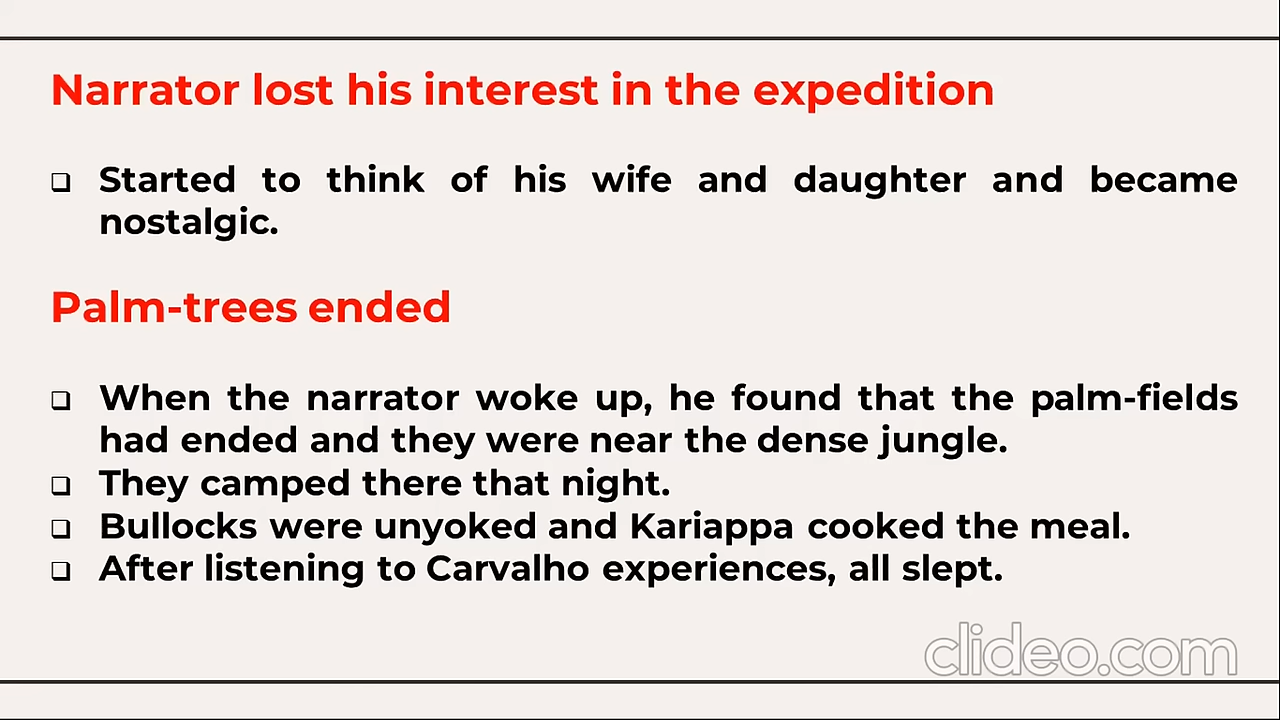 Narrator lost his interest in the expedition
❑ Started to think of his wife and daughter and became
nostalgic.
Palm-trees ended
❑ When the narrator woke up, he found that the palm-fields
had ended and they were near the dense jungle.
❑ They camped there that night.
❑ Bullocks were unyoked and Kariappa cooked the meal.
❑ After listening to Carvalho experiences, all slept.
clideo.com